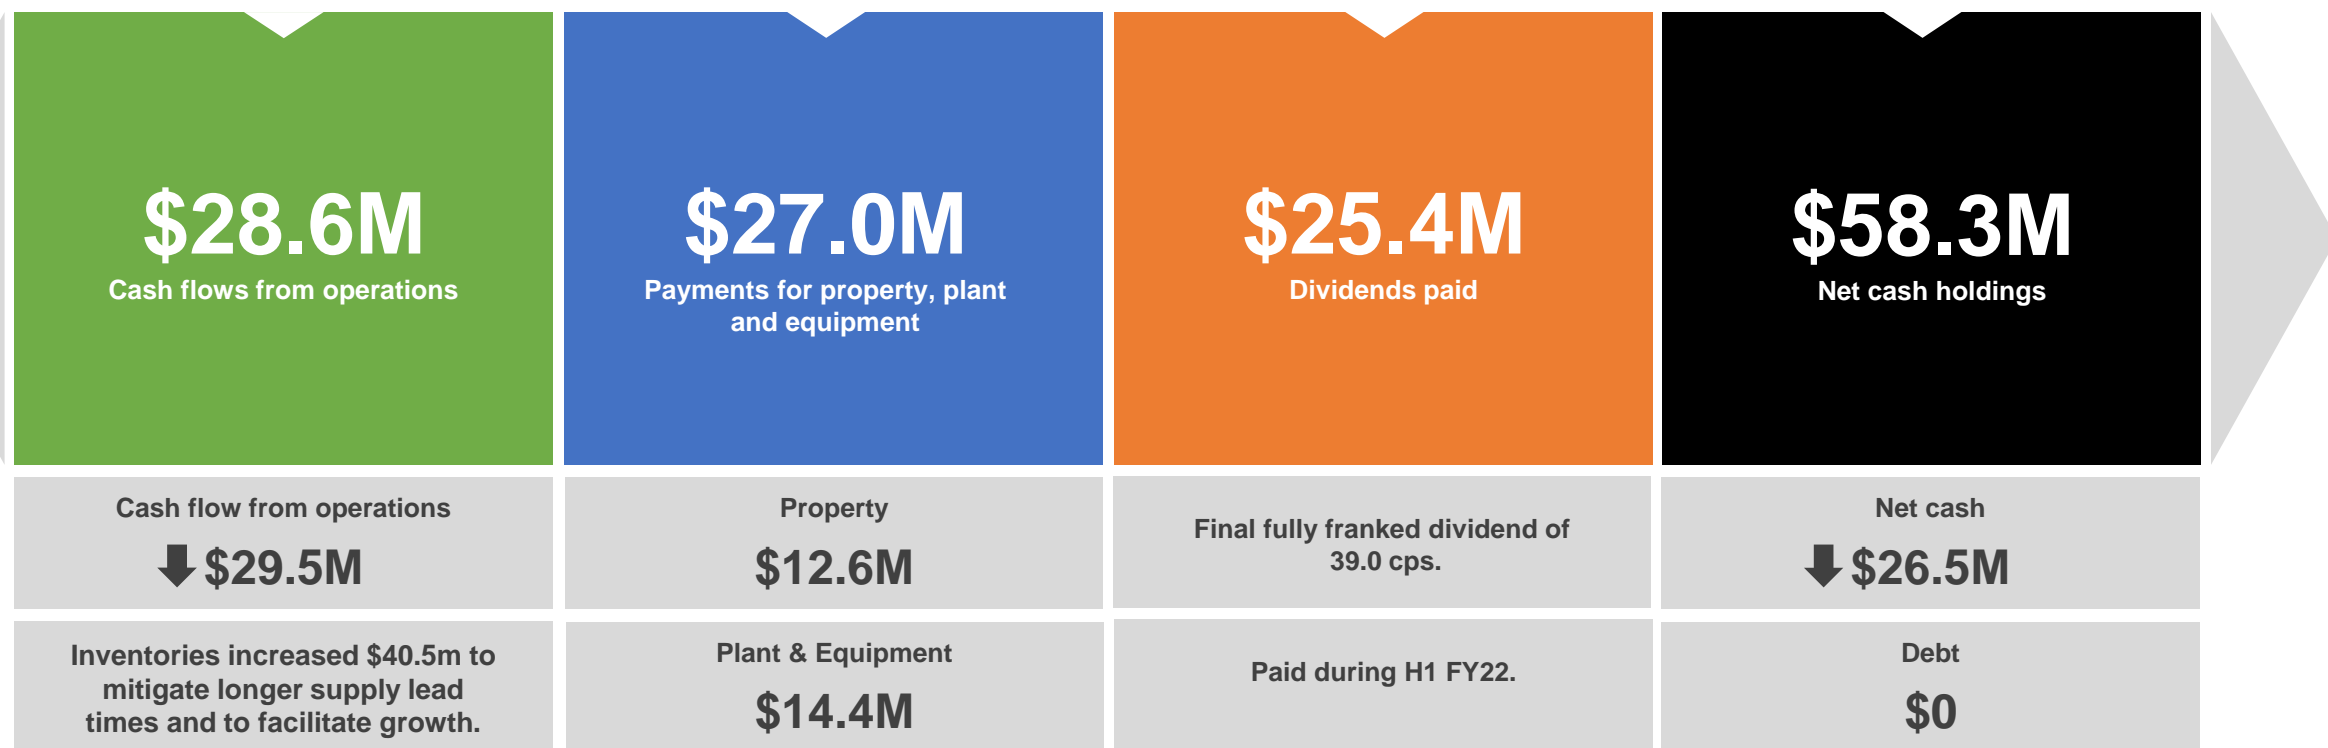 $28.6M
Cash flows from operations
$27.0M
Payments for property, plant
and equipment
$25.4M
Dividends paid
$58.3M
Net cash holdings
Cash flow from operations
$29.5M
Property
$12.6M
Final fully franked dividend of
39.0 cps.
Net cash
$26.5M
Inventories increased $40.5m to
mitigate longer supply lead
times and to facilitate growth.
Plant & Equipment
$14.4M
Paid during H1 FY22.
Debt
$0